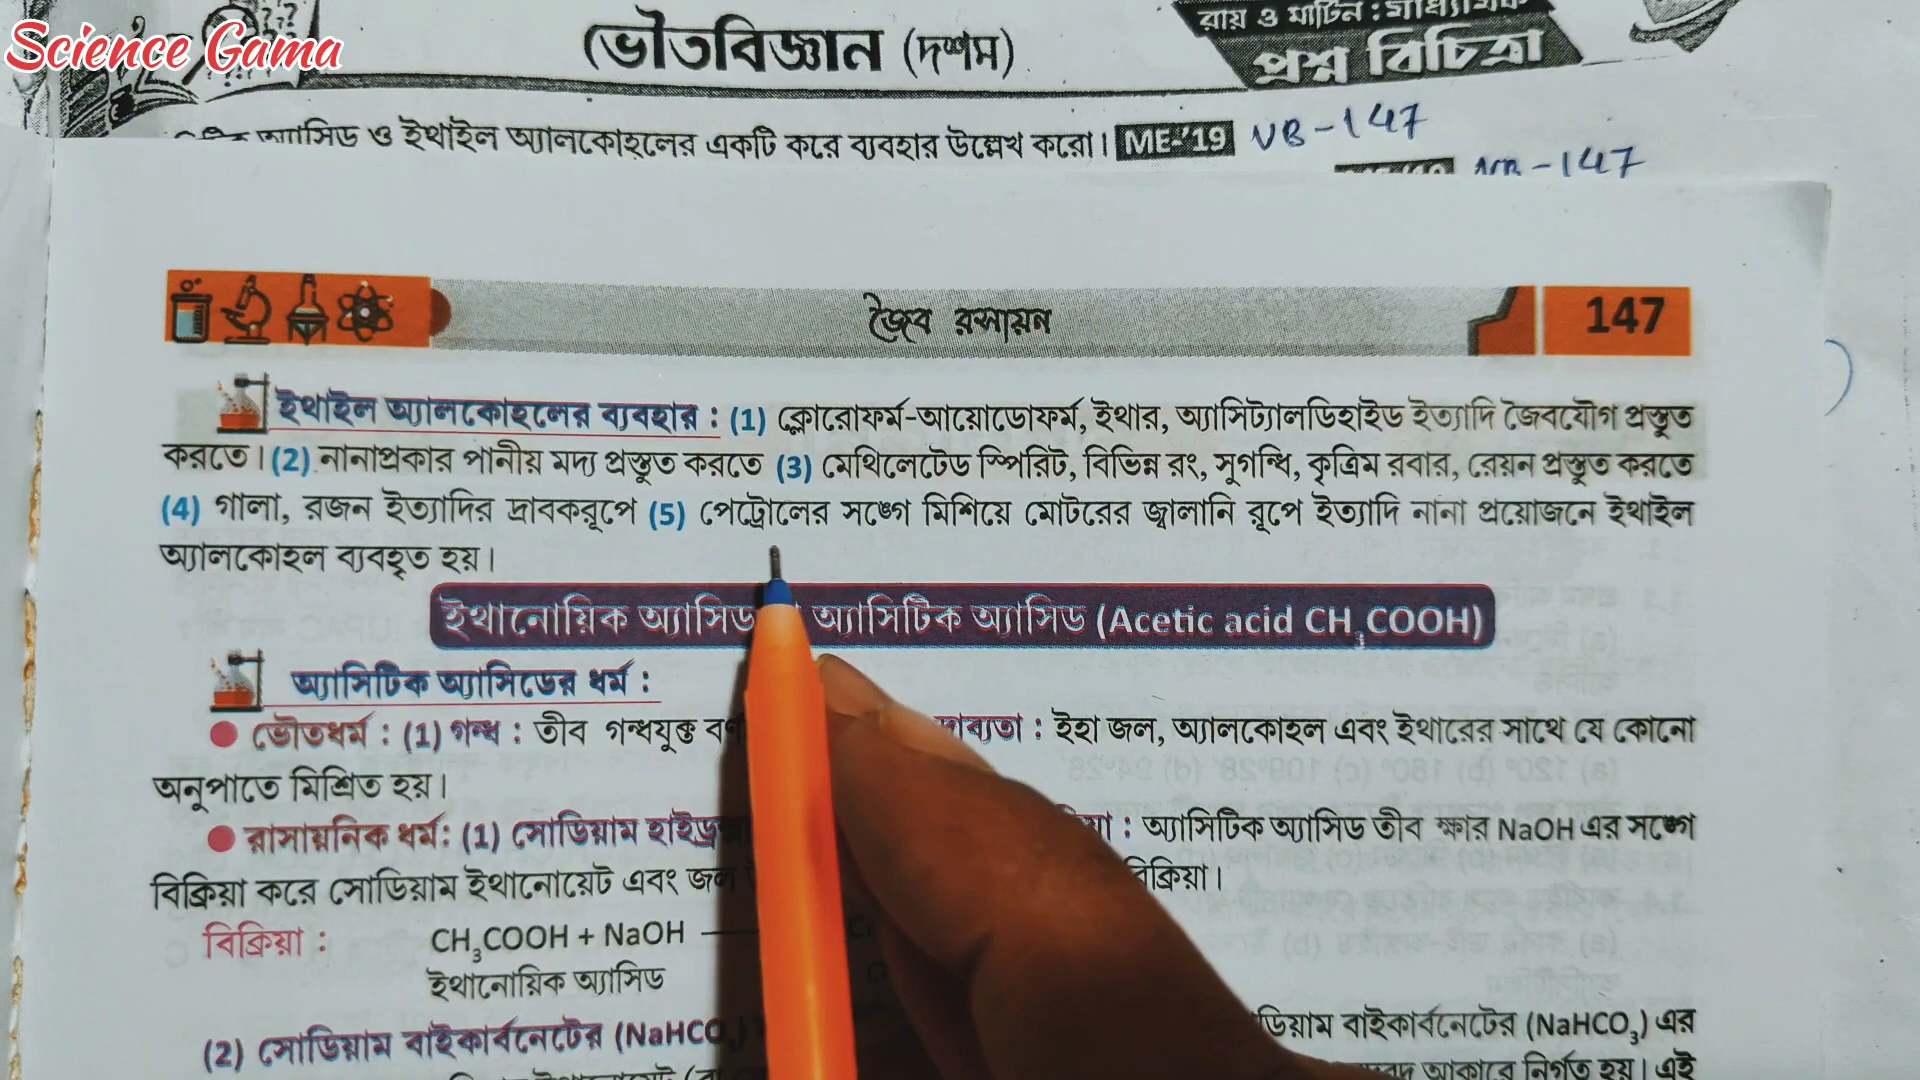 Science Gama
ভৌতবিজ্ঞান (দশম)
রায় ও মার্টিন : মাধ্যমিক
প্রশ্ন বিচিত্রা
অ্যাসিড ও ইথাইল অ্যালকোহলের একটি করে ব্যবহার উল্লেখ করো। ME-'19 VB-147
-147
জৈব রসায়ন
147
ইথাইল অ্যালকোহলের ব্যবহার : (1) ক্লোরোফর্ম-আয়োডোফর্ম, ইথার, অ্যাসিট্যালডিহাইড ইত্যাদি জৈবযৌগ প্রস্তুত
করতে। (2) নানাপ্রকার পানীয় মদ্য প্রস্তুত করতে (3) মেথিলেটেড স্পিরিট, বিভিন্ন রং, সুগন্ধি, কৃত্রিম রবার, রেয়ন প্রস্তুত করতে
(4) গালা, রজন ইত্যাদির দ্রাবকরূপে (5) পেট্রোলের সঙ্গে মিশিয়ে মোটরের জ্বালানি রূপে ইত্যাদি নানা প্রয়োজনে ইথাইল
অ্যালকোহল ব্যবহৃত হয়।
ইথানোয়িক অ্যাসিড অ্যাসিটিক অ্যাসিড (Acetic acid CH₃COOH)
অ্যাসিটিক অ্যাসিডের ধর্ম :
● ভৌতধর্ম : (1) গন্ধ : তীব্র গন্ধযুক্ত : ইহা জল, অ্যালকোহল এবং ইথারের সাথে যে কোনো
অনুপাতে মিশ্রিত হয়।
● রাসায়নিক ধর্ম: (1) সোডিয়াম : অ্যাসিটিক অ্যাসিড তীব্র ক্ষার NaOH এর সঙ্গে
বিক্রিয়া করে সোডিয়াম ইথানোয়েট এবং জল বিক্রিয়া।
বিক্রিয়া : CH₃COOH + NaOH
ইথানোয়িক অ্যাসিড
(2) সোডিয়াম বাইকার্বনেটের (NaHCO₃) বাইকার্বনেটের (NaHCO₃) এর
আকারে নির্গত হয়। এই